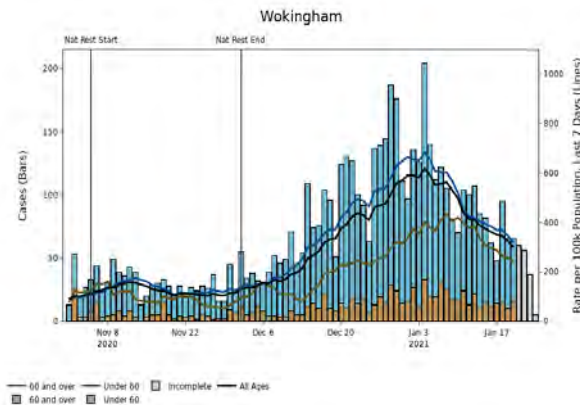 Wokingham
Nat Rest Start
Nat Rest End
Cases (Bars)
200
150
100
50
0
Rate per 100k Population, Last 7 Days (Lines)
1000
800
600
400
200
0
Nov 8
2020
Nov 22
Dec 6
Dec 20
Jan 3
2021
Jan 17
60 and over
Under 60
Incomplete
All Ages
60 and over
Under 60